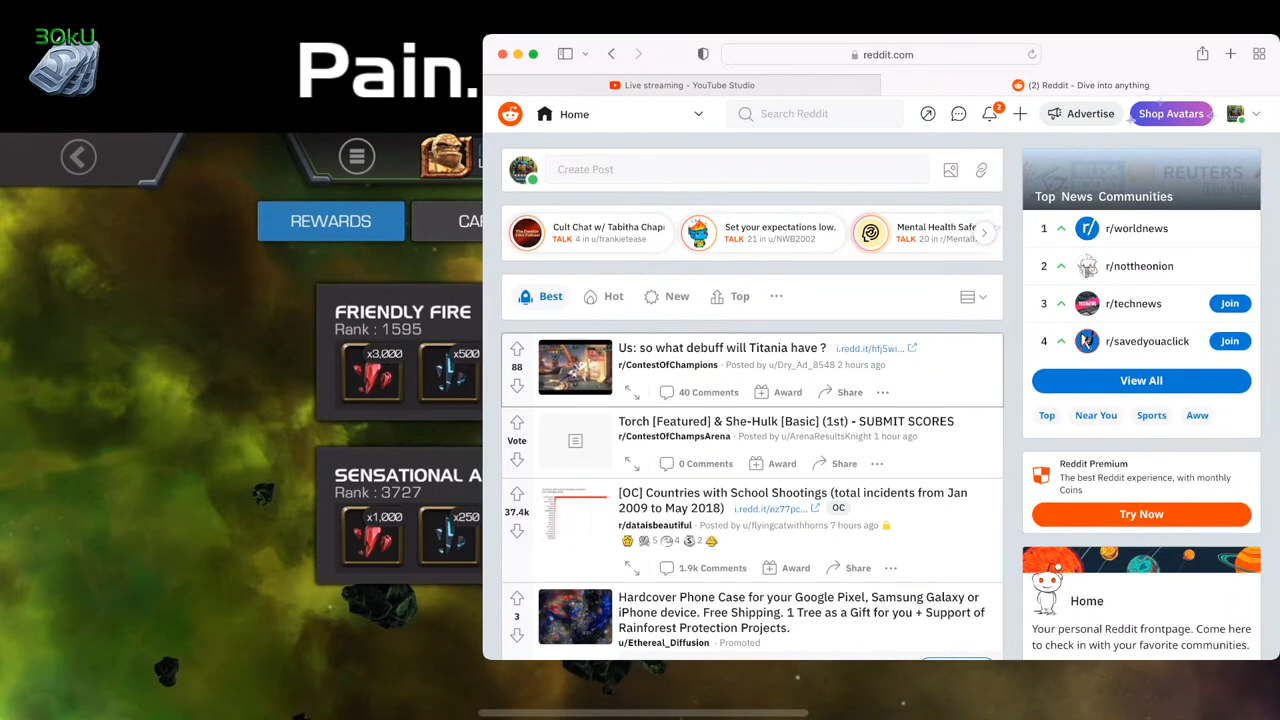 30kU
Pain.
REWARDS
FRIENDLY FIRE
Rank : 1595
x3,000
x500
SENSATIONAL A
Rank : 3727
x1,000
x250
reddit.com
Live streaming - YouTube Studio
(2) Reddit - Dive into anything
Home
Search Reddit
2
Advertise
Shop Avatars
Create Post
Cult Chat w/ Tabitha Chap
TALK 4 in u/frankietease
Set your expectations low.
TALK 21 in u/NWB2002
Mental Health Safe
TALK 20 in r/Mental
Best
Hot
New
Top
88
Us: so what debuff will Titania have ? i.redd.it/hfj5wi...
r/ContestOfChampions · Posted by u/Dry_Ad_8548 2 hours ago
40 Comments Award Share
Vote
Torch [Featured] & She-Hulk [Basic] (1st) - SUBMIT SCORES
r/ContestOfChampsArena · Posted by u/ArenaResultsKnight 1 hour ago
0 Comments Award Share
37.4k
[OC] Countries with School Shootings (total incidents from Jan
2009 to May 2018) i.redd.it/nz77pc... OC
r/dataisbeautiful · Posted by u/flyingcatwithhorns 7 hours ago
5 4 2
1.9k Comments Award Share
3
Hardcover Phone Case for your Google Pixel, Samsung Galaxy or
iPhone device. Free Shipping. 1 Tree as a Gift for you + Support of
Rainforest Protection Projects.
u/Ethereal_Diffusion · Promoted
REUTERS
Top News Communities
1 r/worldnews
2 r/nottheonion
3 r/technews Join
4 r/savedyouaclick Join
View All
Top Near You Sports Aww
Reddit Premium
The best Reddit experience, with monthly
Coins
Try Now
Home
Your personal Reddit frontpage. Come here
to check in with your favorite communities.